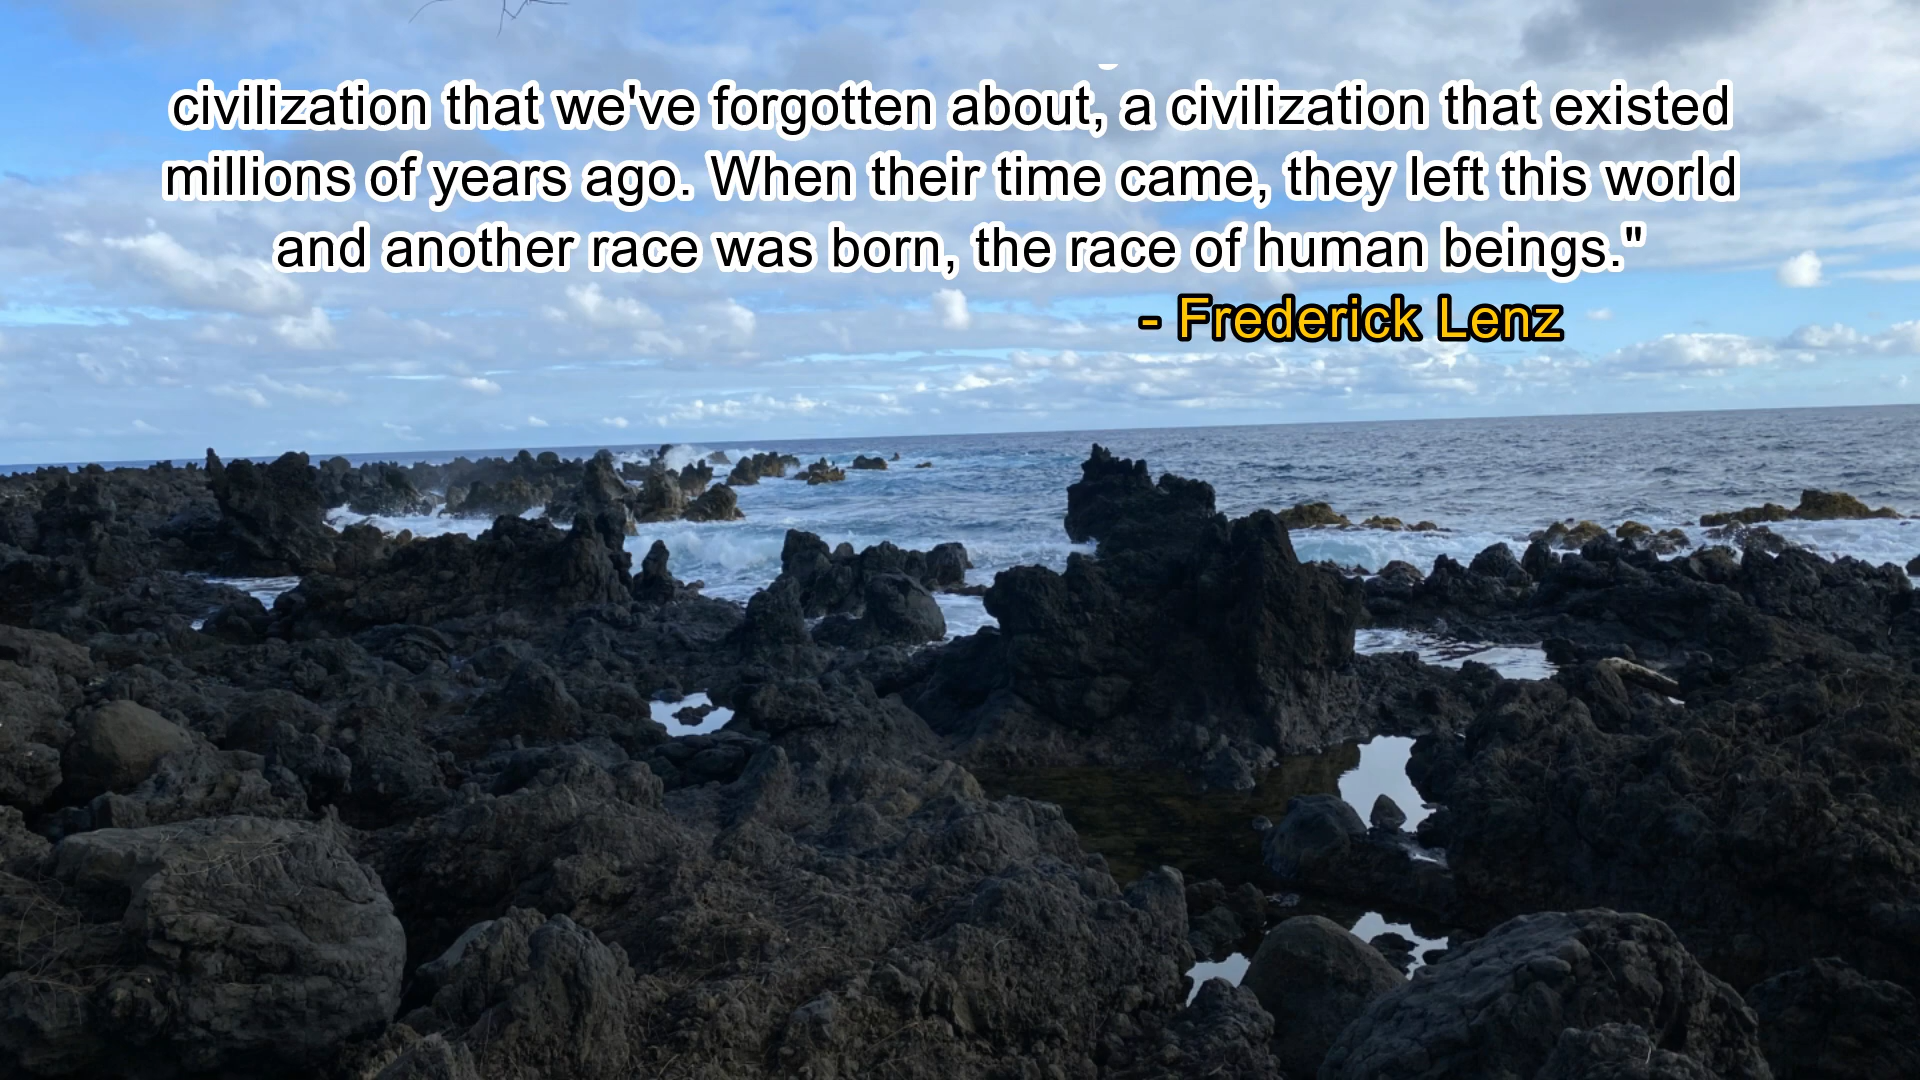 civilization that we've forgotten about, a civilization that existed
millions of years ago. When their time came, they left this world
and another race was born, the race of human beings."
- Frederick Lenz